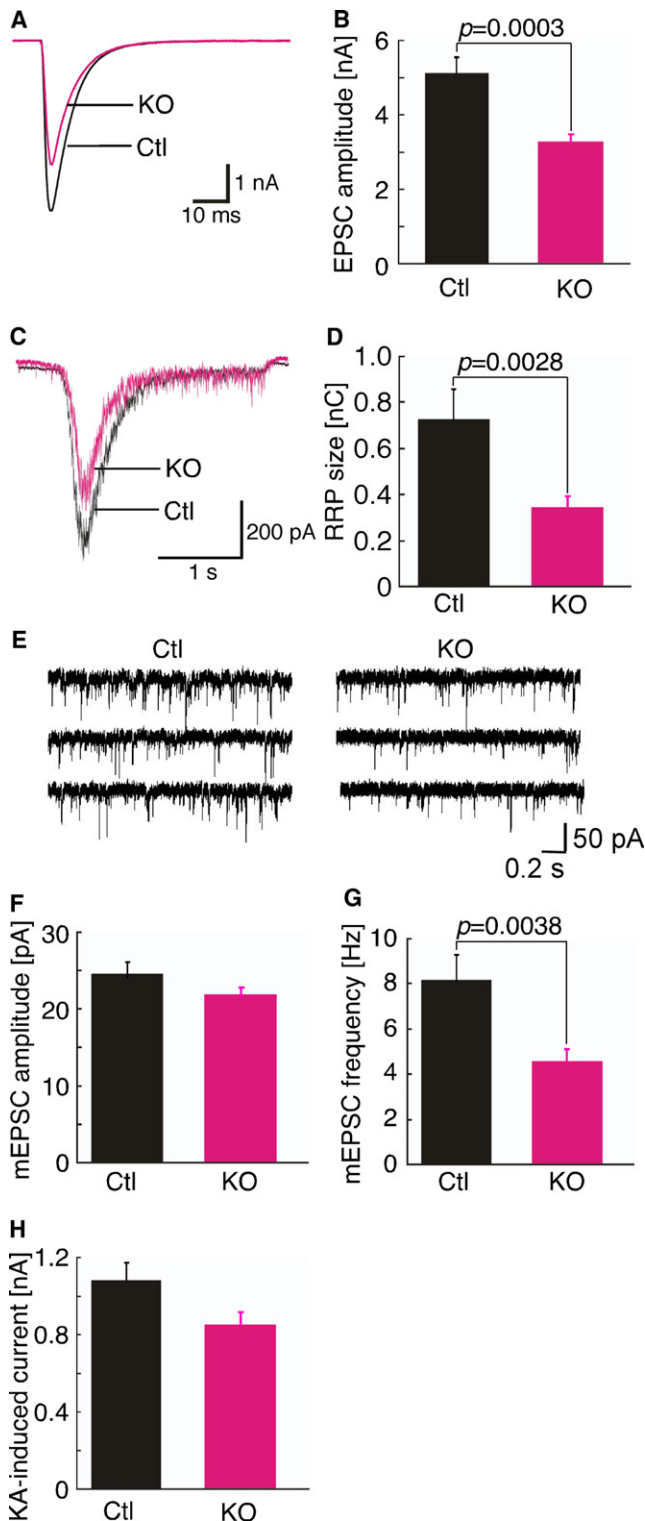 A
KO
Ctl
1 nA
10 ms
B
p=0.0003
EPSC amplitude [nA]
6
4
2
0
Ctl
KO
C
KO
Ctl
200 pA
1 s
D
p=0.0028
RRP size [nC]
1.0
0.8
0.6
0.4
0.2
0
Ctl
KO
E
Ctl
KO
50 pA
0.2 s
F
mEPSC amplitude [pA]
30
20
10
0
Ctl
KO
G
p=0.0038
mEPSC frequency [Hz]
10
8
6
4
2
0
Ctl
KO
H
KA-induced current [nA]
1.2
0.8
0.4
0
Ctl
KO